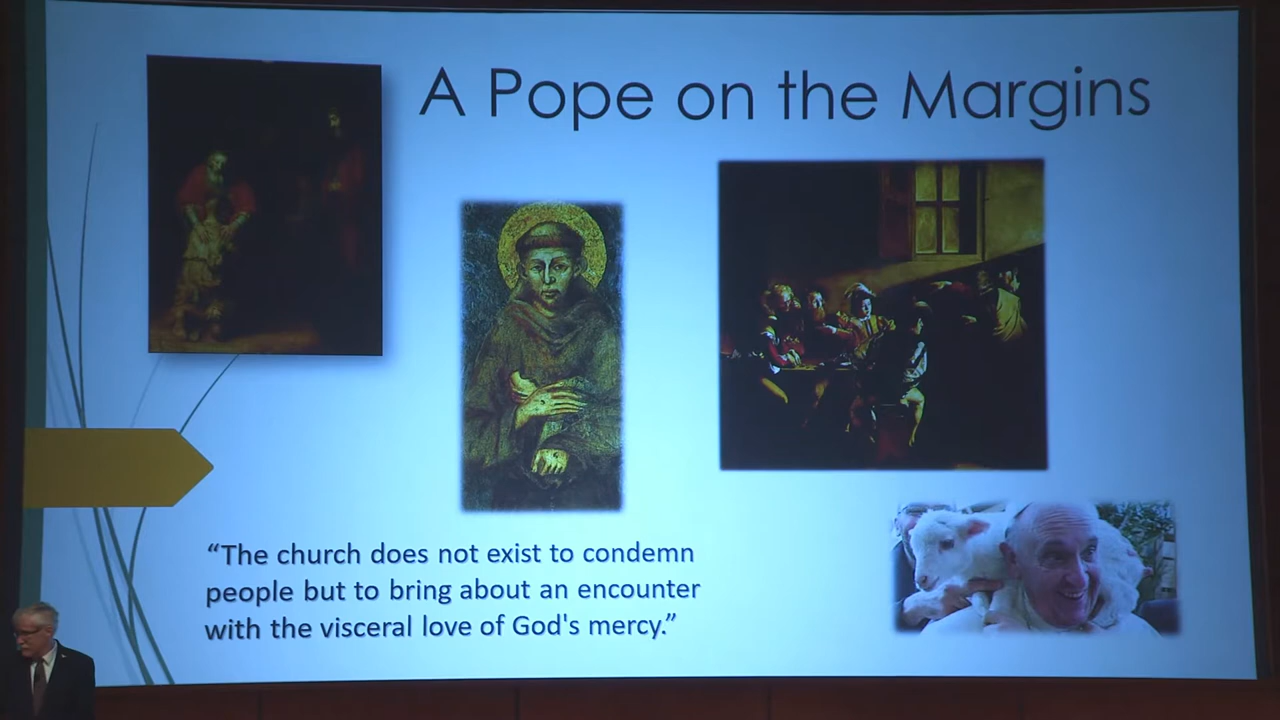 A Pope on the Margins
“The church does not exist to condemn
people but to bring about an encounter
with the visceral love of God's mercy.”